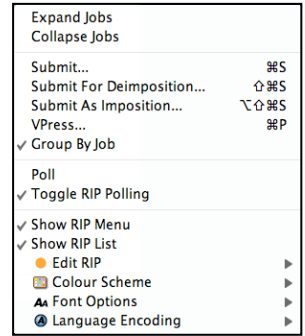 Expand Jobs
Collapse Jobs
Submit... ⌘S
Submit For Deimposition... ⇧⌘S
Submit As Imposition... ⌥⇧⌘S
VPress... ⌘P
✓ Group By Job
Poll
✓ Toggle RIP Polling
✓ Show RIP Menu
✓ Show RIP List
Edit RIP
Colour Scheme
Font Options
Language Encoding